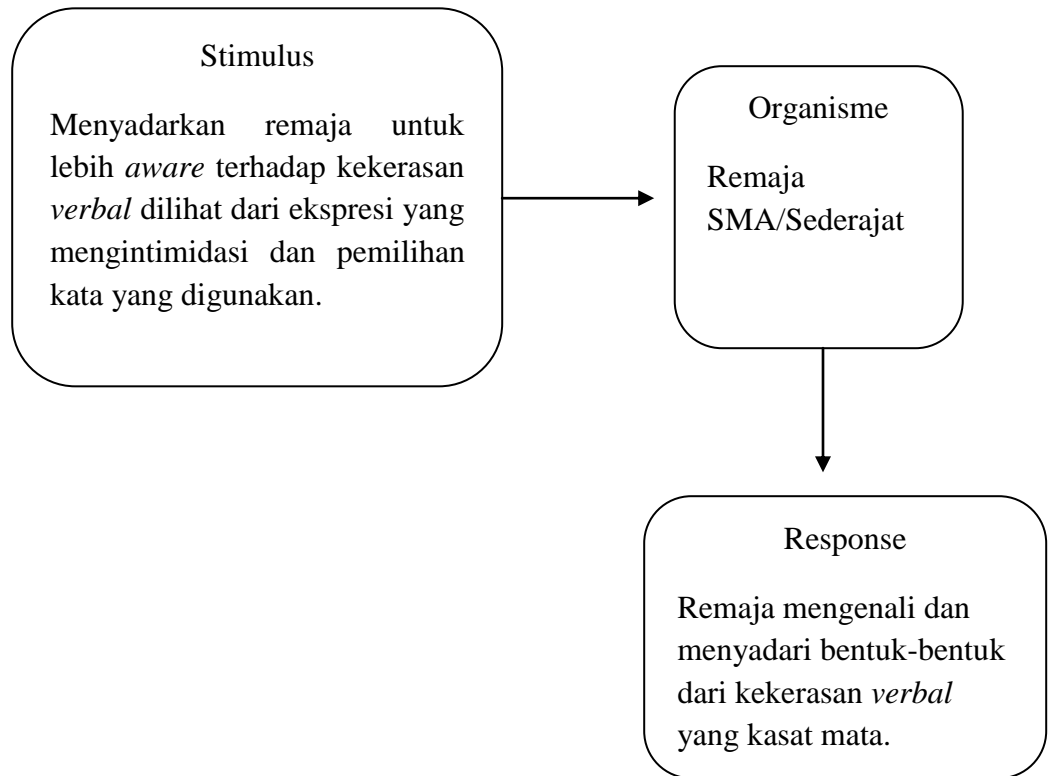 Stimulus
Menyadarkan remaja untuk
lebih aware terhadap kekerasan
verbal dilihat dari ekspresi yang
mengintimidasi dan pemilihan
kata yang digunakan.
Organisme
Remaja
SMA/Sederajat
Response
Remaja mengenali dan
menyadari bentuk-bentuk
dari kekerasan verbal
yang kasat mata.